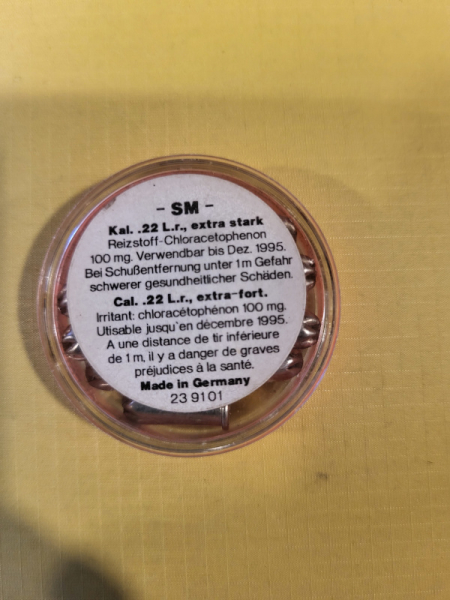 - SM -
Kal. .22 L.r., extra stark
Reizstoff-Chloracetophenon
100 mg. Verwendbar bis Dez. 1995.
Bei Schußentfernung unter 1m Gefahr
schwerer gesundheitlicher Schäden.
Cal. .22 L.r., extra-fort.
Irritant: chloracétophénon 100 mg.
Utisable jusqu'en décembre 1995.
A une distance de tir inférieure
de 1 m, il y a danger de graves
préjudices à la santé.
Made in Germany
23 9101